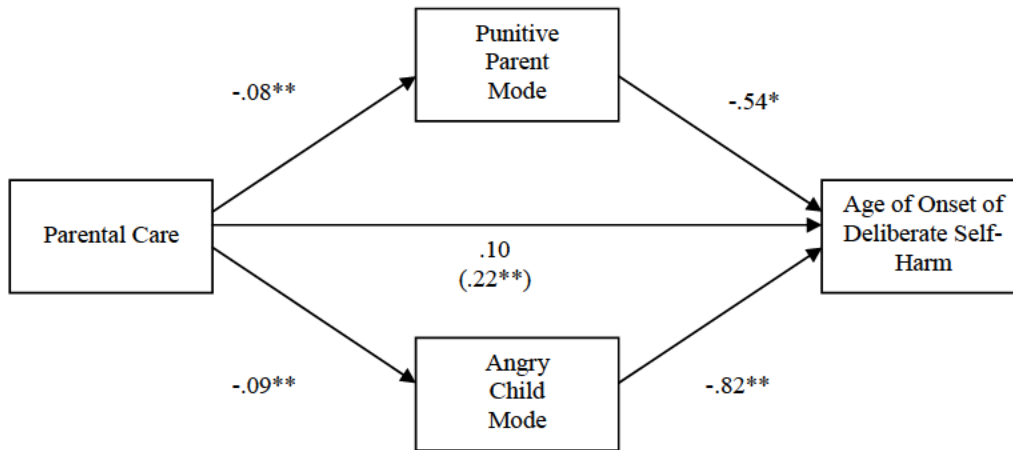 Punitive
Parent
Mode
-.08**
-.54*
Parental Care
Age of Onset of
Deliberate Self-
Harm
.10
(.22**)
Angry
Child
Mode
-.09**
-.82**